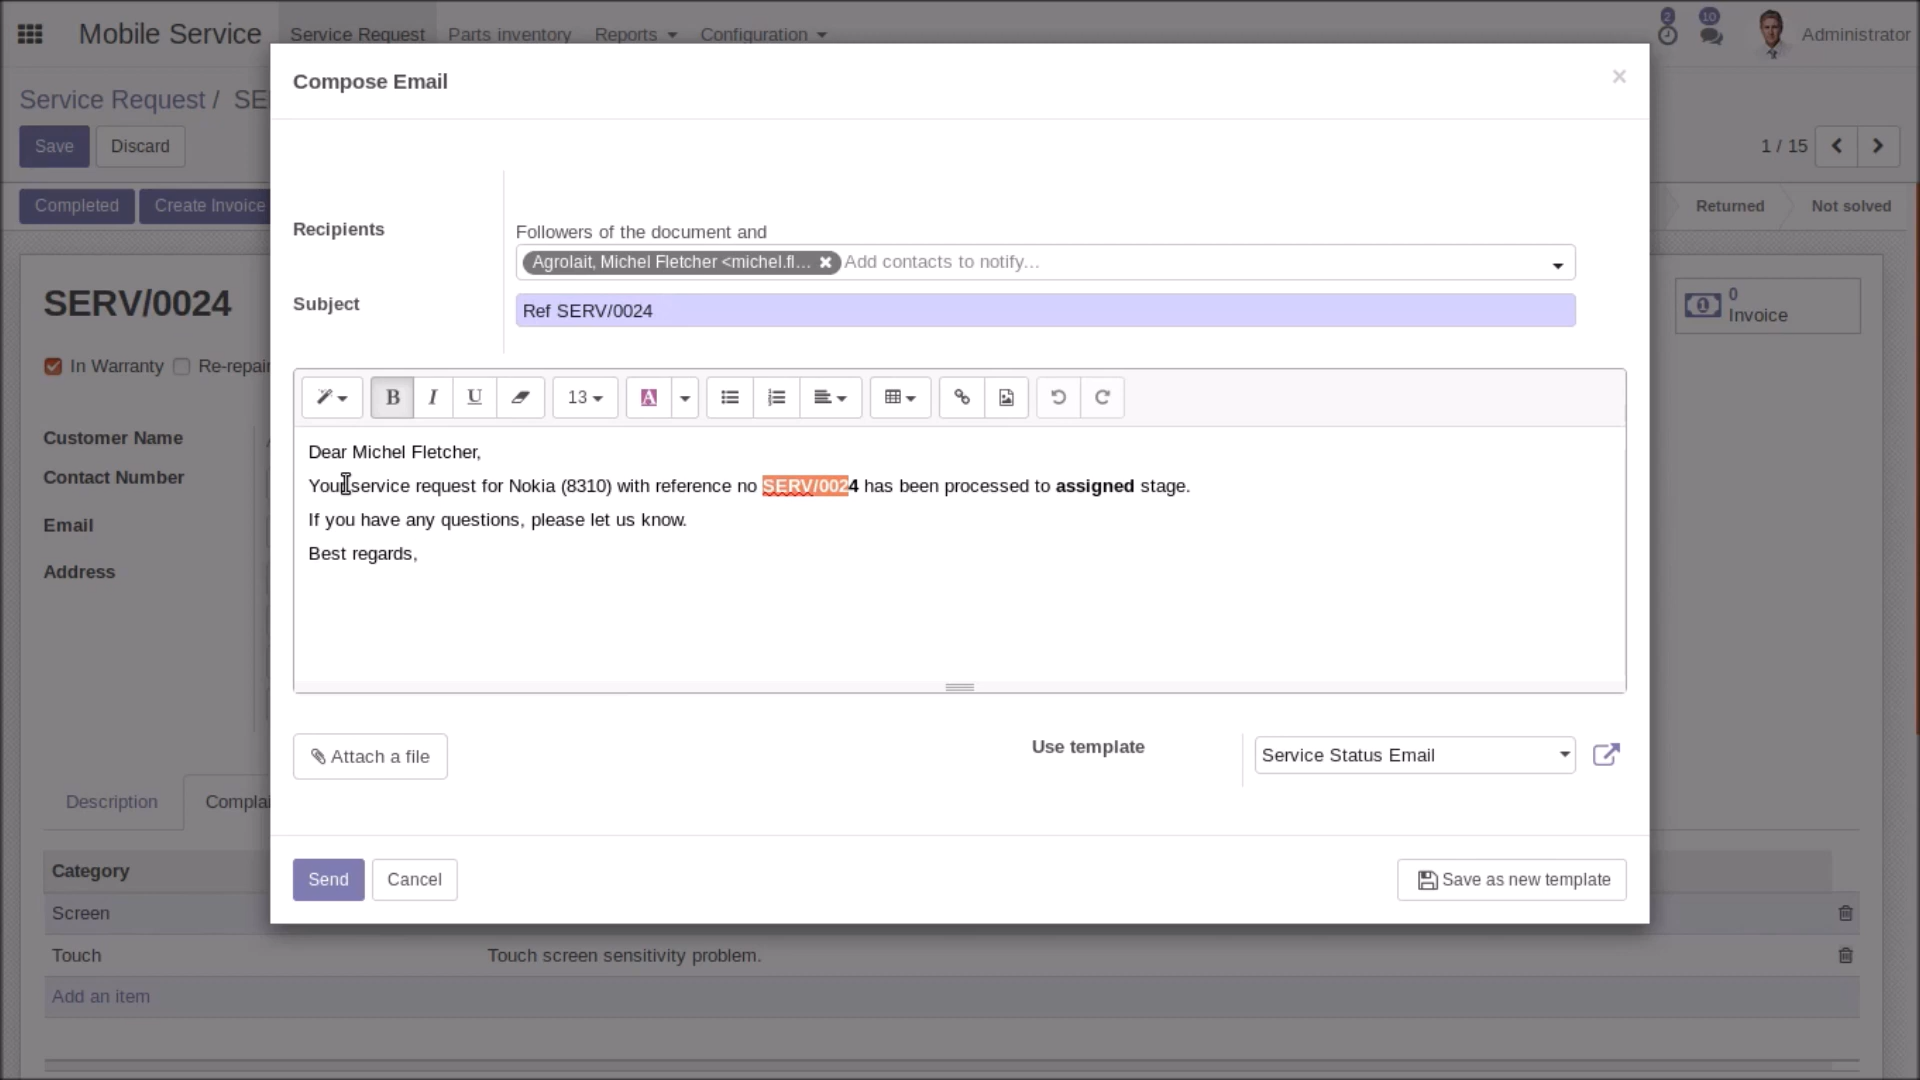 Mobile Service Service Request Parts inventory Reports Configuration 2 10 Administrator
Service Request / SE
Save Discard 1 / 15
Completed Create Invoice Returned Not solved
SERV/0024
In Warranty Re-repair
0
Invoice
Customer Name
Contact Number
Email
Address
Description Complai
Category
Screen
Touch Touch screen sensitivity problem.
Add an item
Compose Email ×
Recipients Followers of the document and
Agrolait, Michel Fletcher <michel.fl... Add contacts to notify...
Subject Ref SERV/0024
B I U 13 A
Dear Michel Fletcher,
Your service request for Nokia (8310) with reference no SERV/0024 has been processed to assigned stage.
If you have any questions, please let us know.
Best regards,
Attach a file Use template Service Status Email
Send Cancel Save as new template